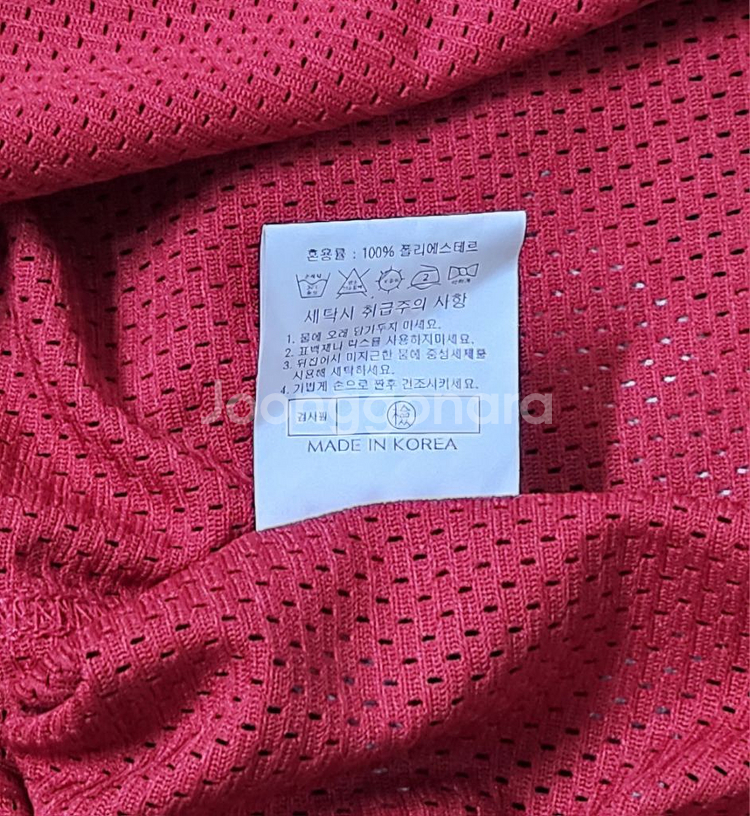 혼용률 : 100% 폴리에스테르
2
세탁시 취급주의 사항
1. 물에 오래 담가두지 마세요.
2. 표백제나 락스를 사용하지마세요.
3. 뒤집어서 미지근한 물에 중성세제를
사용해 세탁하세요.
4. 가볍게 손으로 짠후 건조시키세요.
Joonggonara
검사필
MADE IN KOREA